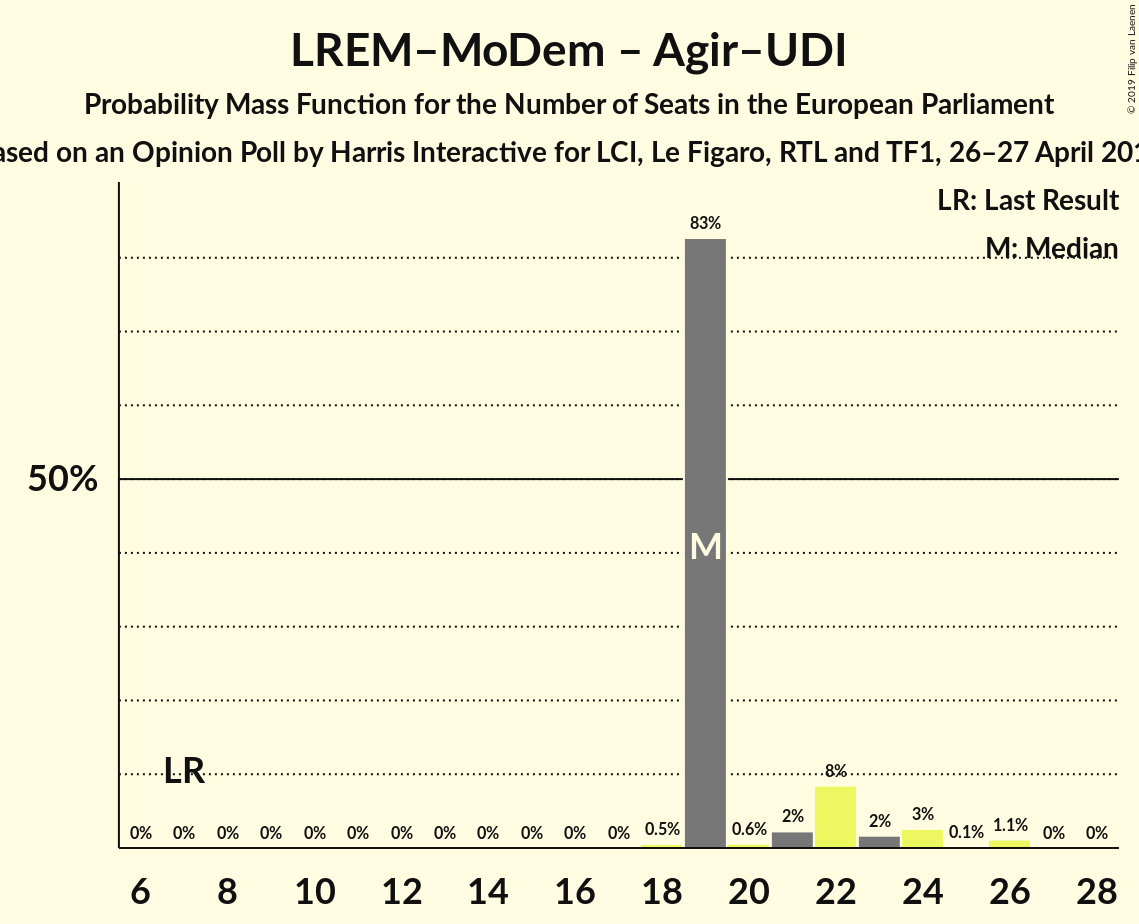 LREM–MoDem – Agir–UDI
Probability Mass Function for the Number of Seats in the European Parliament
ased on an Opinion Poll by Harris Interactive for LCI, Le Figaro, RTL and TF1, 26–27 April 201
© 2019 Filip van Laenen
LR: Last Result
M: Median
83%
50%
M
LR
8%
0% 0% 0% 0% 0% 0% 0% 0% 0% 0% 0% 0% 0.5% 0.6% 2% 2% 3% 0.1% 1.1% 0% 0%
6 8 10 12 14 16 18 20 22 24 26 28